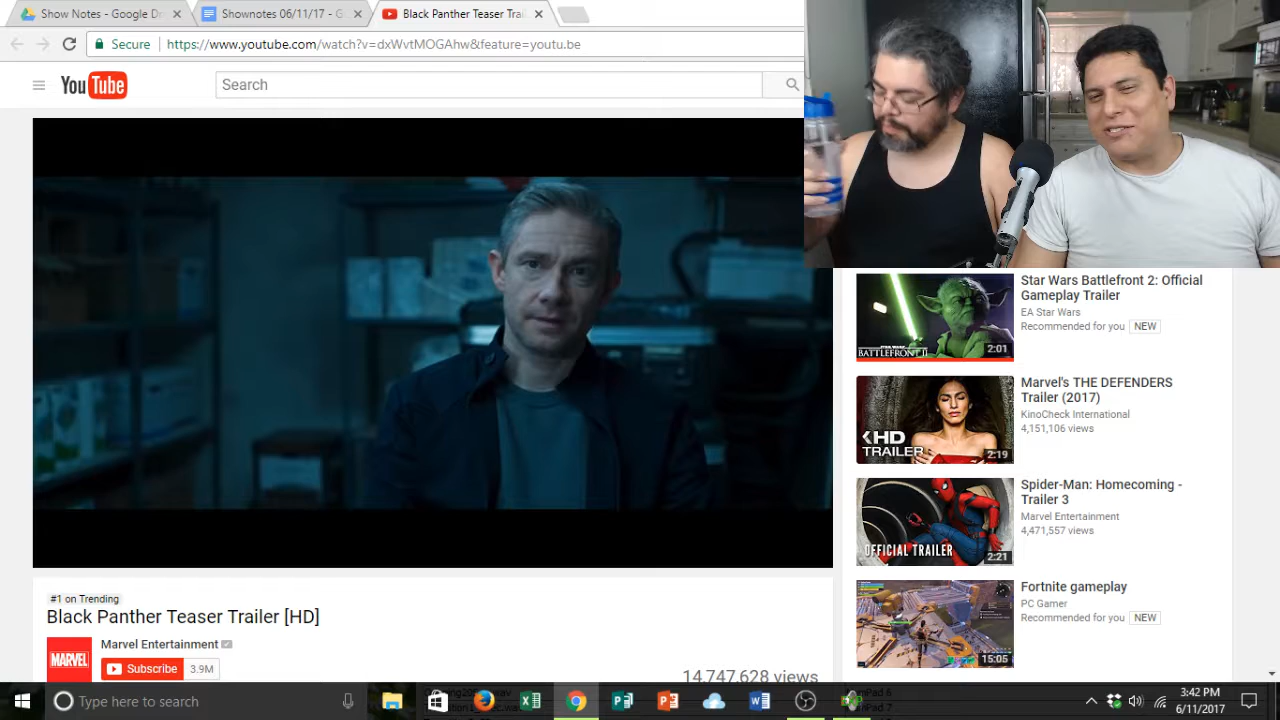 Google Drive
Shownotes 06/11/17 - G
Black Panther Teaser Trai
Secure
https://www.youtube.com/watch?v=dxWvtMOGAhw&feature=youtu.be
YouTube
Search
Star Wars Battlefront 2: Official
Gameplay Trailer
EA Star Wars
Recommended for you NEW
BATTLEFRONT II
2:01
Marvel's THE DEFENDERS
Trailer (2017)
KinoCheck International
4,151,106 views
KHD
TRAILER
2:19
Spider-Man: Homecoming -
Trailer 3
Marvel Entertainment
4,471,557 views
OFFICIAL TRAILER
2:21
Fortnite gameplay
PC Gamer
Recommended for you NEW
15:05
#1 on Trending
Black Panther Teaser Trailer [HD]
MARVEL
Marvel Entertainment
Subscribe 3.9M
14,747,628 views
Type here to search
3:42 PM
6/11/2017